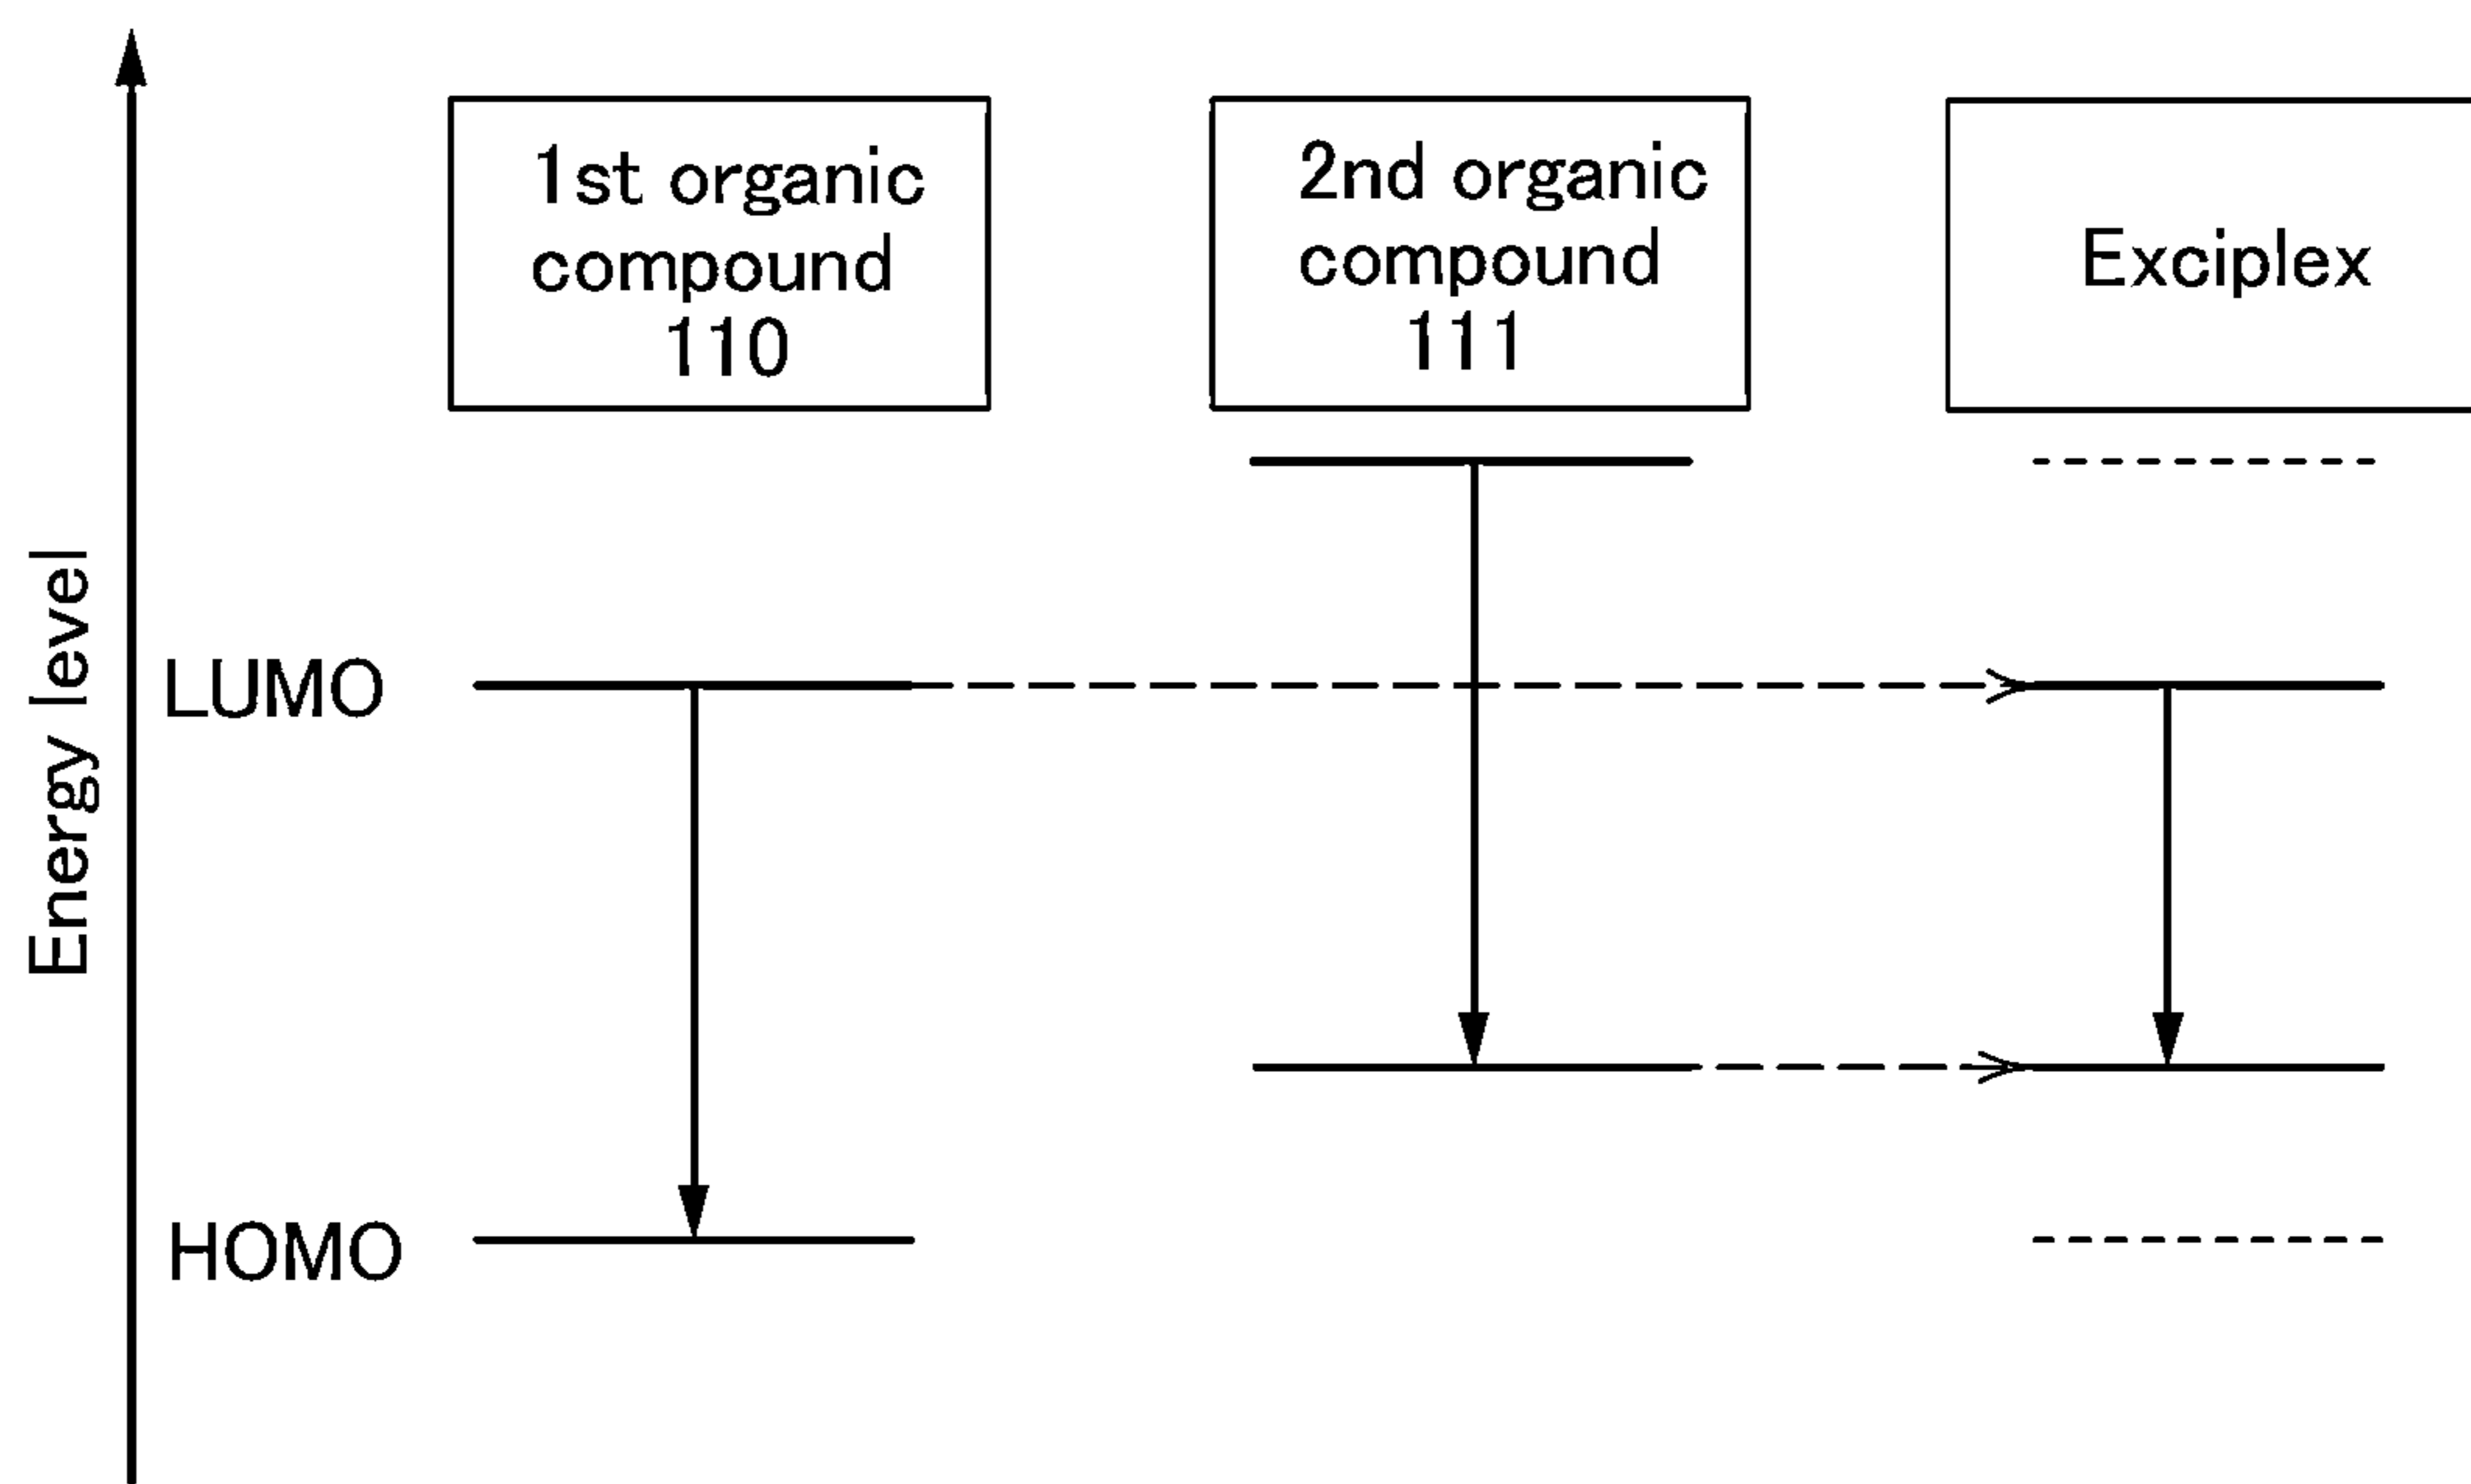 1st organic
compound
110
2nd organic
compound
111
Exciplex
Energy level
LUMO
HOMO